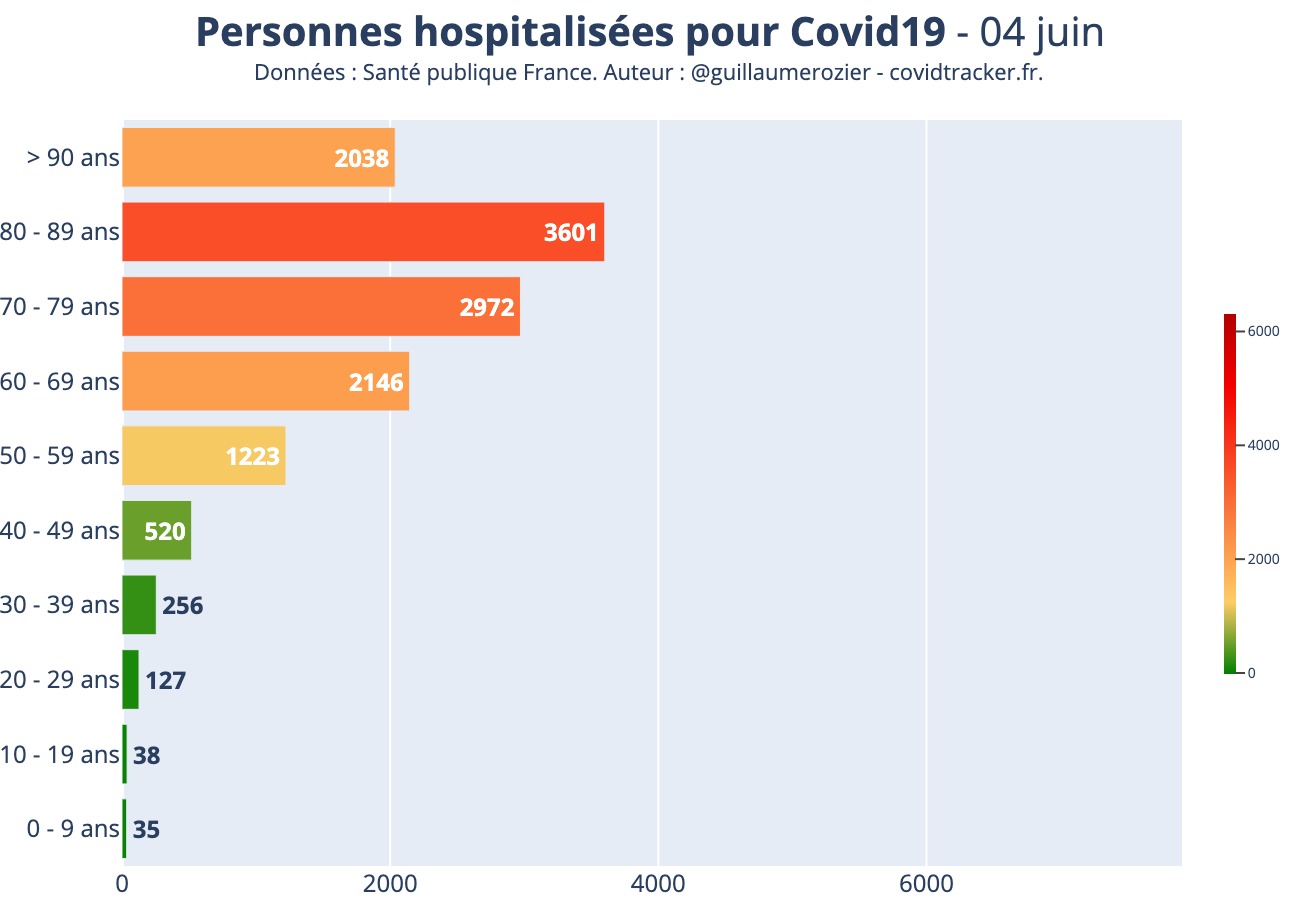 Personnes hospitalisées pour Covid19 - 04 juin
Données : Santé publique France. Auteur : @guillaumerozier - covidtracker.fr.
> 90 ans 2038
80 - 89 ans 3601
70 - 79 ans 2972
60 - 69 ans 2146
50 - 59 ans 1223
40 - 49 ans 520
30 - 39 ans 256
20 - 29 ans 127
10 - 19 ans 38
0 - 9 ans 35
0 2000 4000 6000
6000
4000
2000
0